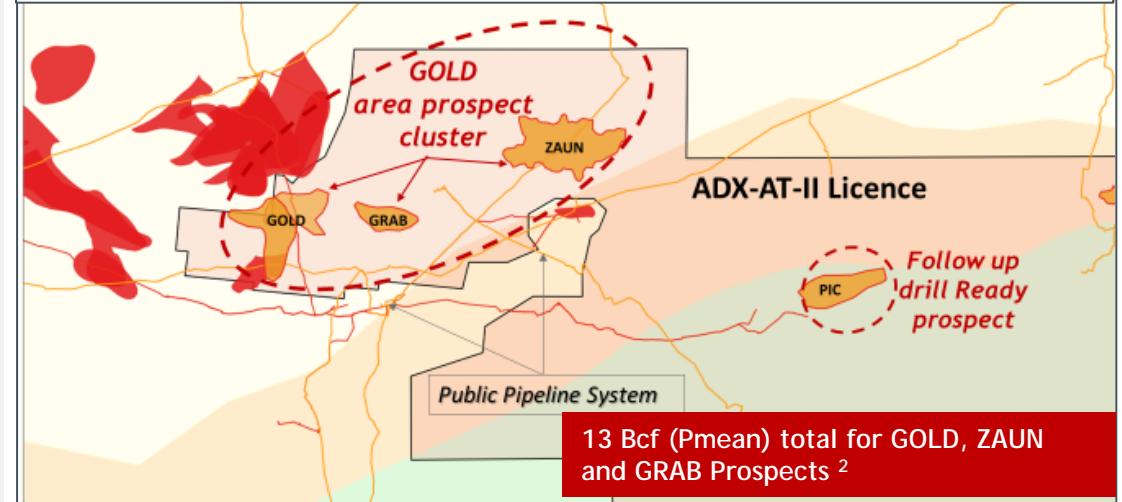 GOLD
area prospect
cluster
ZAUN
ADX-AT-II Licence
GOLD
GRAB
Follow up
drill Ready
prospect
PIC
Public Pipeline System
13 Bcf (Pmean) total for GOLD, ZAUN
and GRAB Prospects ²